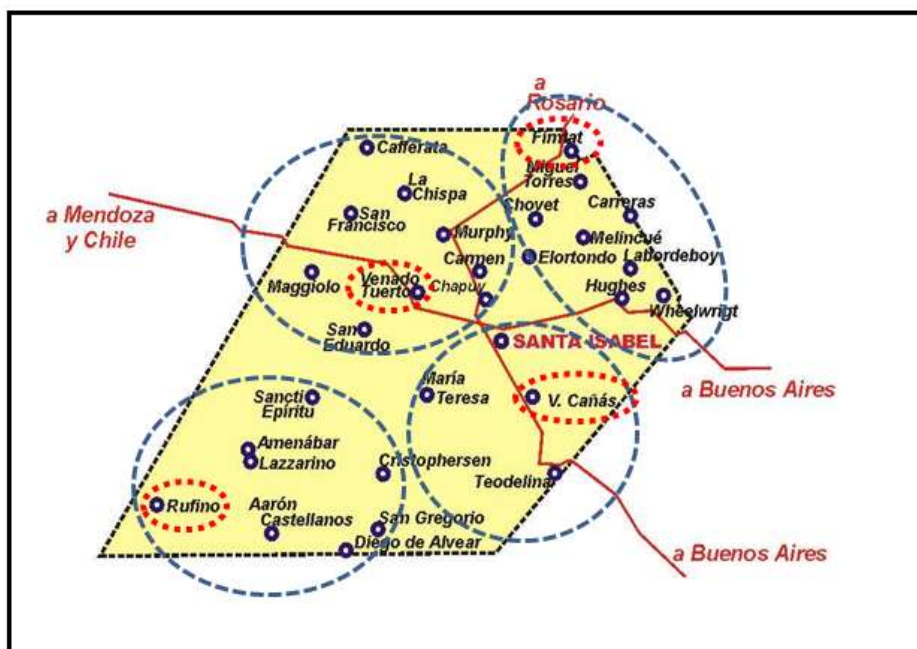 a
Rosario
Firmat
Cafferata
Miguel
Torres
La
Chispa
Carreras
a Mendoza
y Chile
San
Francisco
Chovet
Murphy
Melincué
Elortondo
Labordeboy
Carmen
Maggiolo
Venado
Tuerto
Chapuy
Hughes
Wheelwrigt
San
Eduardo
SANTA ISABEL
a Buenos Aires
María
Teresa
V. Cañás
Sancti
Epíritu
Amenábar
Lazzarino
Cristophersen
Teodelina
Rufino
Aarón
Castellanos
San Gregorio
Diego de Alvear
a Buenos Aires